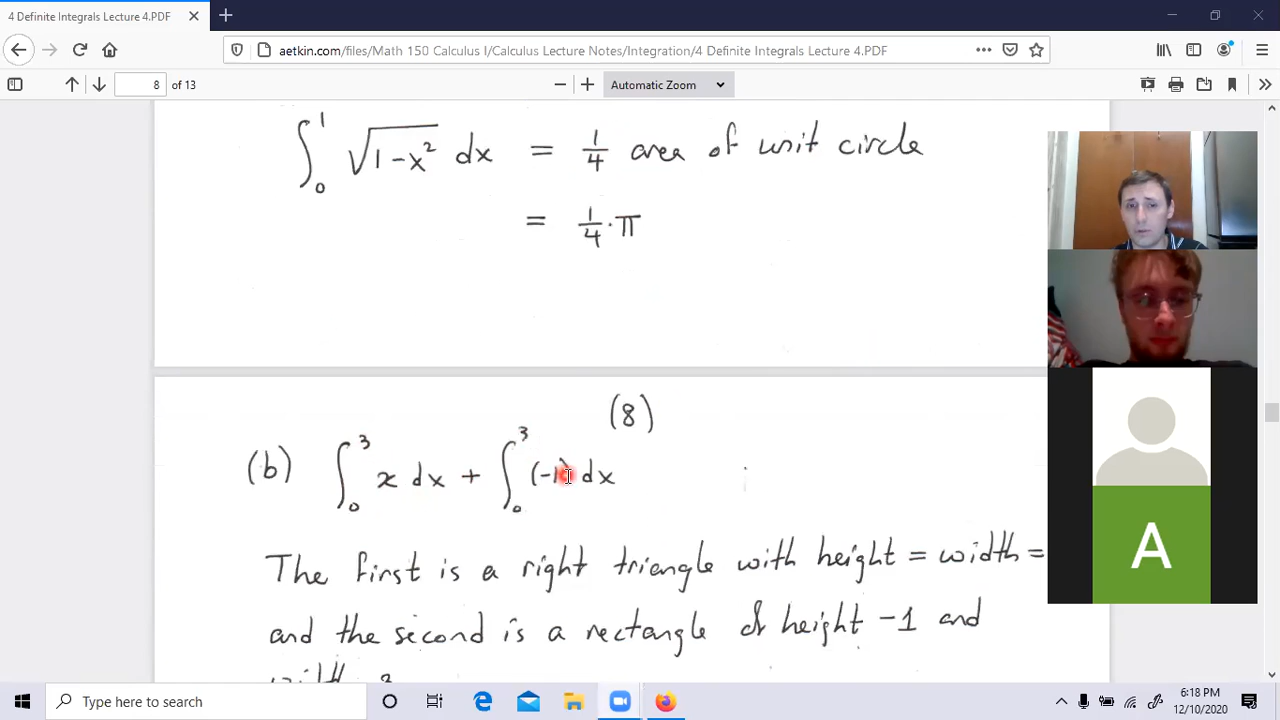 4 Definite Integrals Lecture 4.PDF
aetkin.com/files/Math 150 Calculus I/Calculus Lecture Notes/Integration/4 Definite Integrals Lecture 4.PDF
8 of 13
Automatic Zoom
∫₀¹ √(1-x²) dx = 1/4 area of unit circle
= 1/4 · π
(8)
(b) ∫₀³ x dx + ∫₀³ (-1) dx
The first is a right triangle with height = width =
and the second is a rectangle of height -1 and
width
A
Type here to search
6:18 PM
12/10/2020